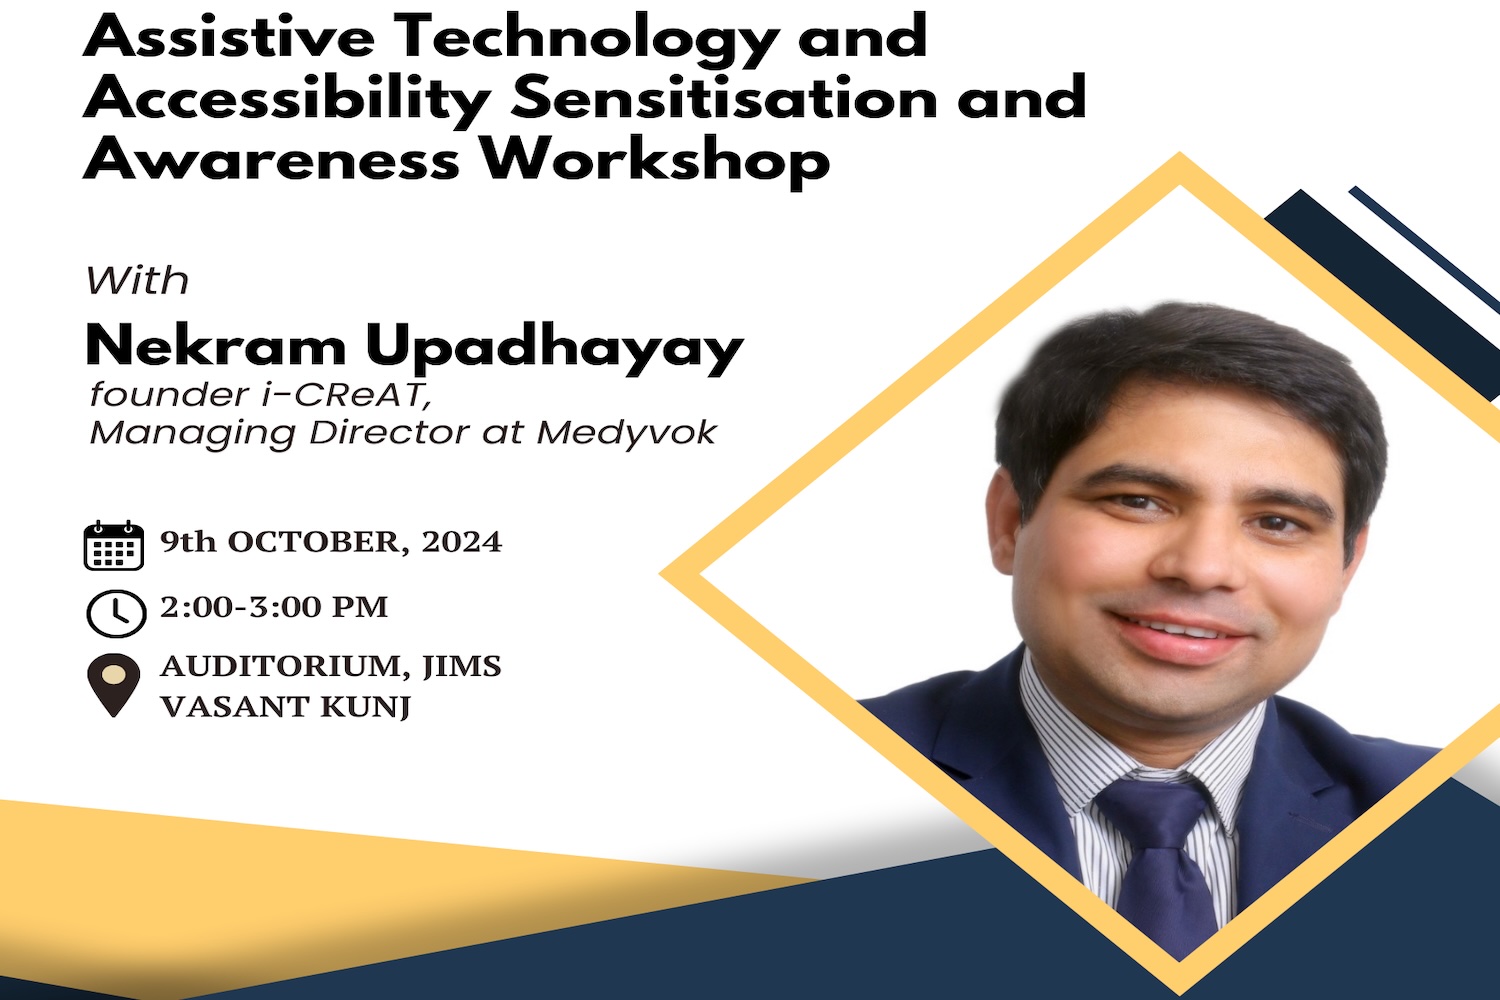 Assistive Technology and
Accessibility Sensitisation and
Awareness Workshop
With
Nekram Upadhayay
founder i-CReAT,
Managing Director at Medyvok
9th OCTOBER, 2024
2:00-3:00 PM
AUDITORIUM, JIMS
VASANT KUNJ